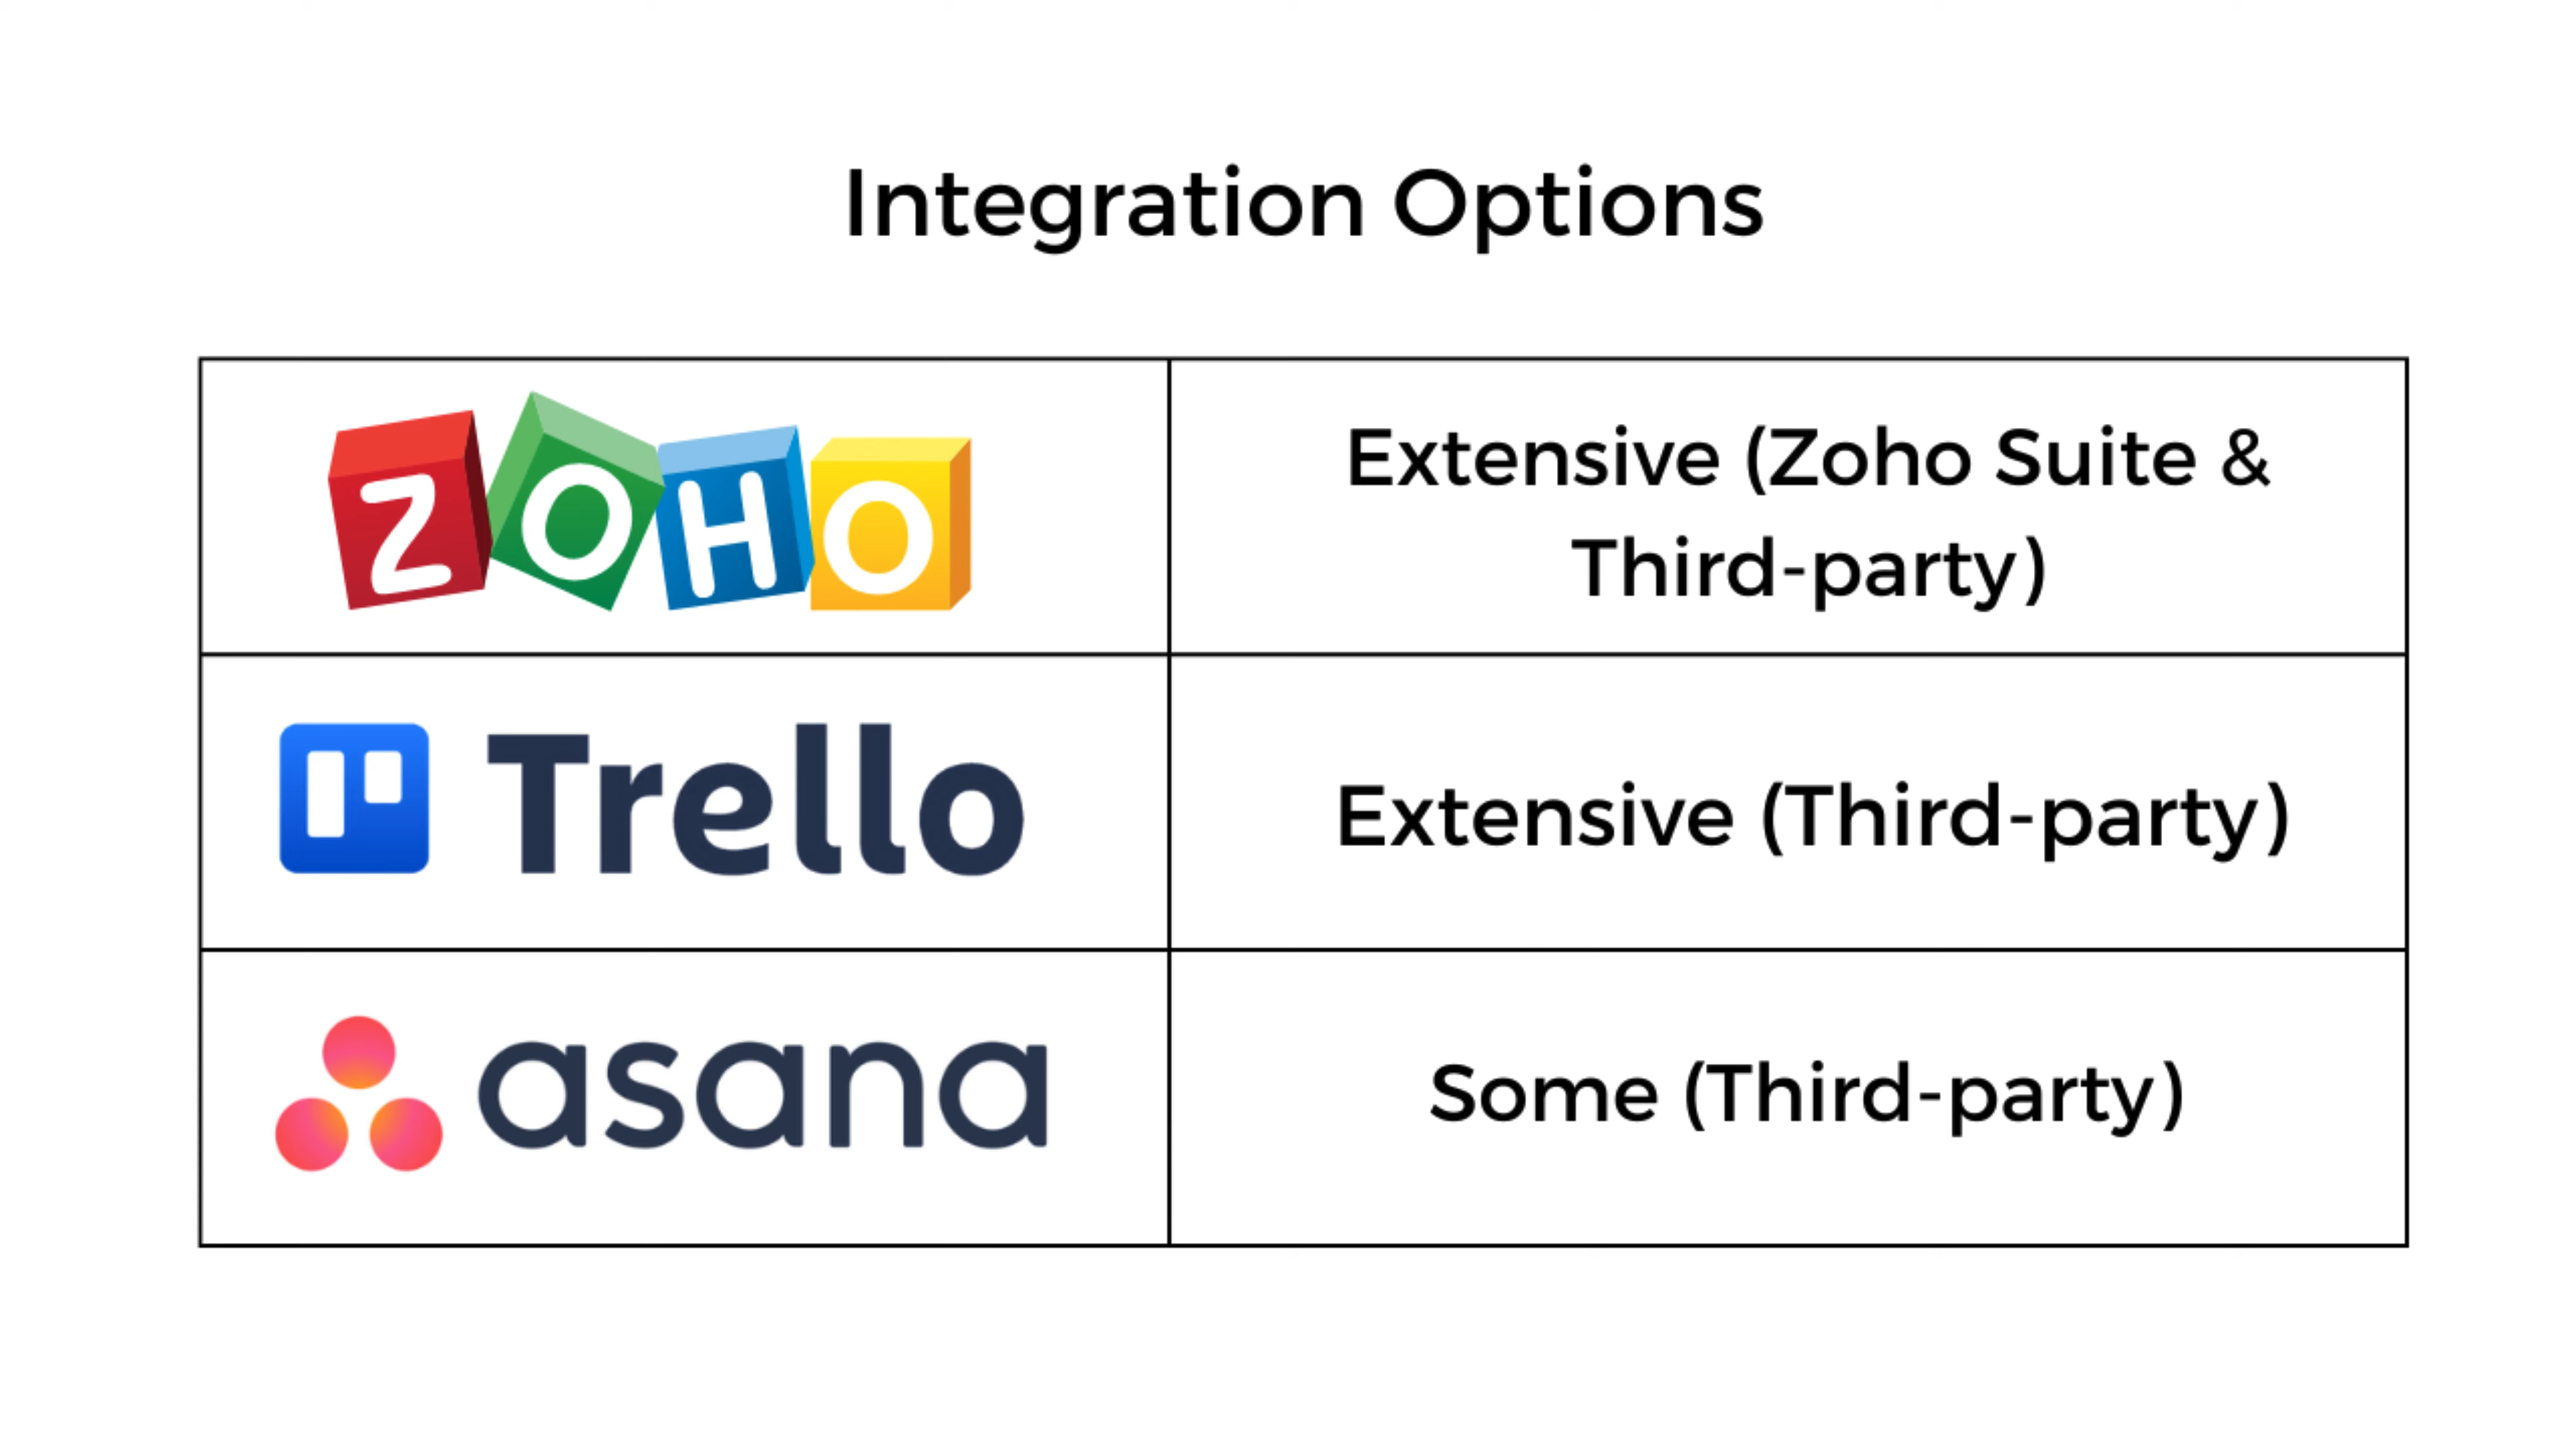 Integration Options
ZOHO
Extensive (Zoho Suite &
Third-party)
Trello
Extensive (Third-party)
asana
Some (Third-party)